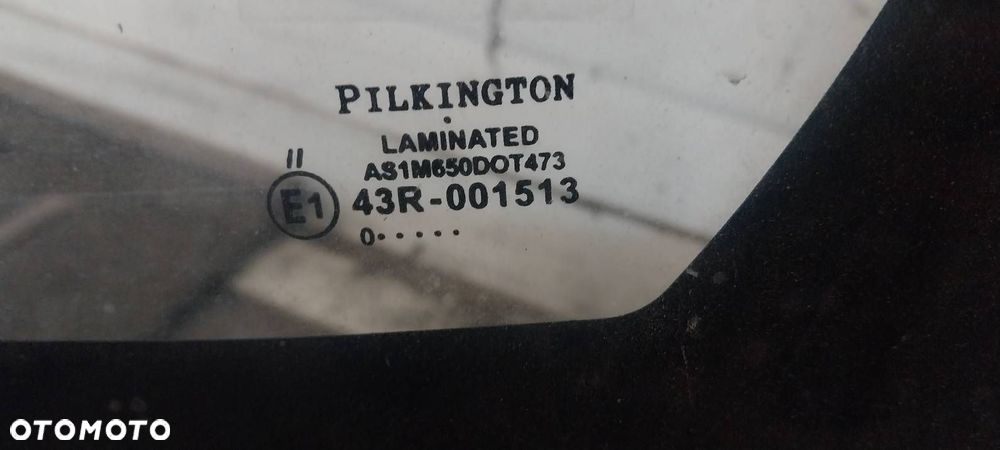 PILKINGTON
LAMINATED
AS1M650DOT473
II
E1 43R-001513
0·····
OTOMOTO